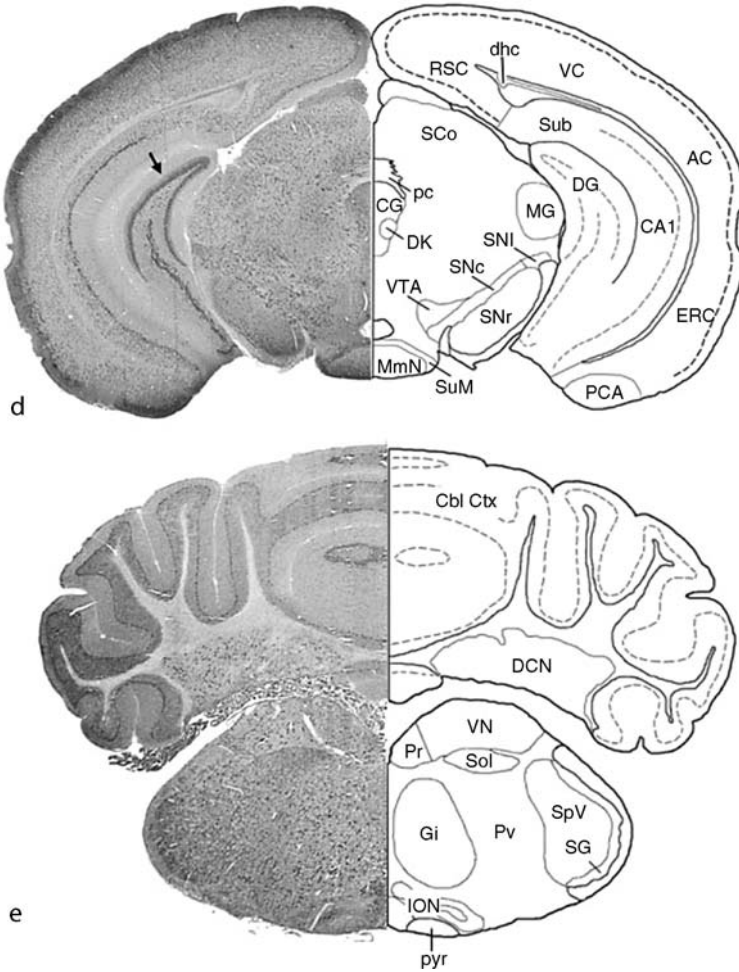 dhc
RSC
VC
SCo
Sub
AC
pc
CG
DG
MG
CA1
DK
SNl
SNc
VTA
SNr
ERC
MmN
SuM
PCA
d
Cbl Ctx
DCN
VN
Pr
Sol
SpV
Gi
Pv
SG
ION
pyr
e